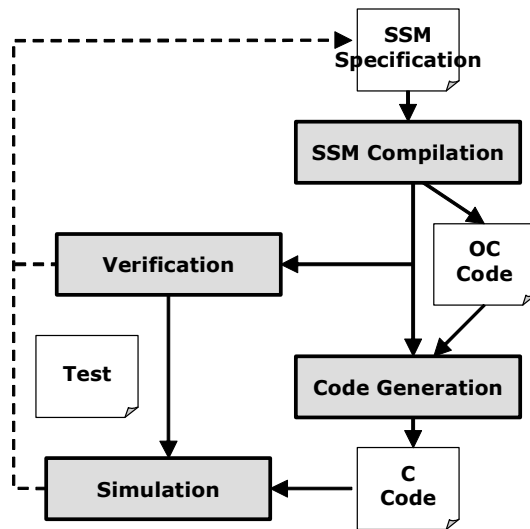 SSM
Specification
SSM Compilation
Verification
OC
Code
Test
Code Generation
Simulation
C
Code